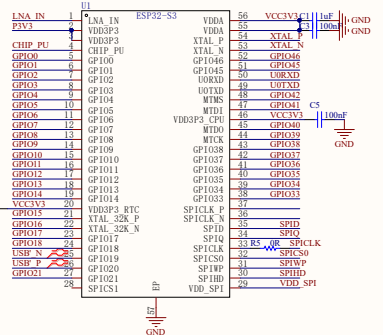 U1
ESP32-S3
LNA_IN 1 LNA_IN VDDA 56 VCC3V3 C1 1uF GND
P3V3 2 VDD3P3 VDDA 55 C3 100nF GND
3 VDD3P3 XTAL_P 54 XTAL_P
CHIP_PU 4 CHIP_PU XTAL_N 53 XTAL_N
GPIO0 5 GPIO0 GPIO46 52 GPIO46
GPIO1 6 GPIO1 GPIO45 51 GPIO45
GPIO2 7 GPIO2 U0RXD 50 U0RXD
GPIO3 8 GPIO3 U0TXD 49 U0TXD
GPIO4 9 GPIO4 MTMS 48 GPIO42
GPIO5 10 GPIO5 MTDI 47 GPIO41 C5
GPIO6 11 GPIO6 VDD3P3_CPU 46 VCC3V3 100nF
GPIO7 12 GPIO7 MTDO 45 GPIO40
GPIO8 13 GPIO8 MTCK 44 GPIO39 GND
GPIO9 14 GPIO9 GPIO38 43 GPIO38
GPIO10 15 GPIO10 GPIO37 42 GPIO37
GPIO11 16 GPIO11 GPIO36 41 GPIO36
GPIO12 17 GPIO12 GPIO35 40 GPIO35
GPIO13 18 GPIO13 GPIO34 39 GPIO34
GPIO14 19 GPIO14 GPIO33 38 GPIO33
VCC3V3 20 VDD3P3_RTC SPICLK_P 37
GPIO15 21 XTAL_32K_P SPICLK_N 36
GPIO16 22 XTAL_32K_N SPID 35 SPID
GPIO17 23 GPIO17 SPIQ 34 SPIQ
GPIO18 24 GPIO18 SPICLK 33 R5 0R SPICLK
USB_N 25 GPIO19 SPICS0 32 SPICS0
USB_P 26 GPIO20 SPIWP 31 SPIWP
GPIO21 27 GPIO21 SPIHD 30 SPIHD
28 SPICS1 VDD_SPI 29 VDD_SPI
EP
57
GND